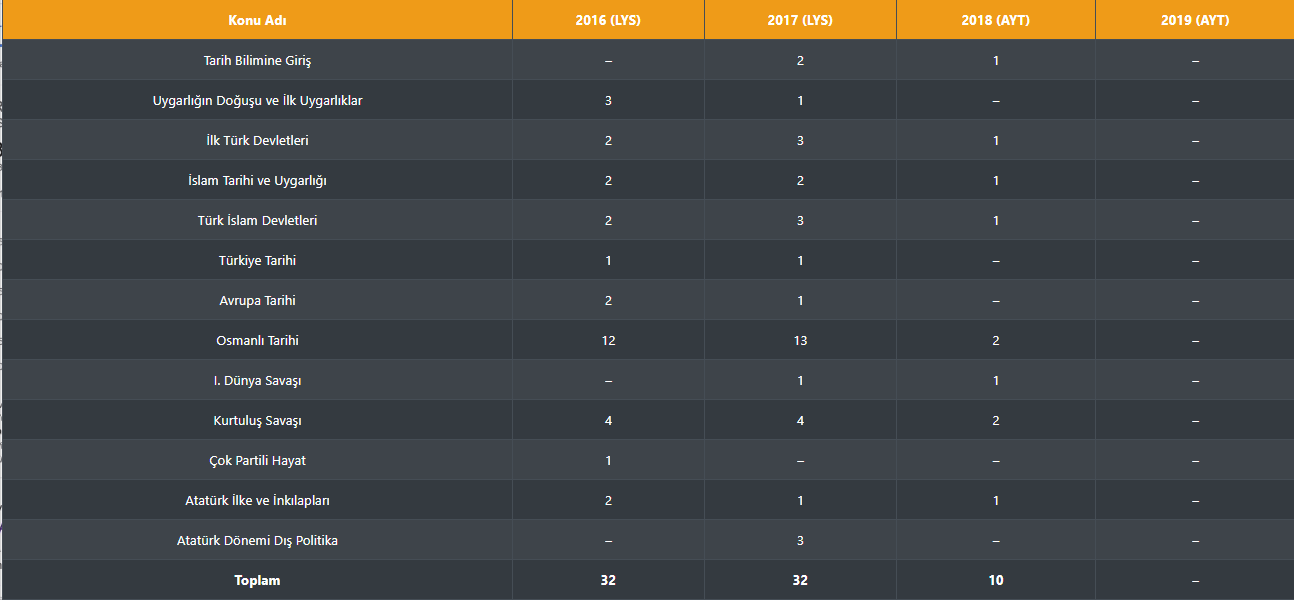 Konu Adı 2016 (LYS) 2017 (LYS) 2018 (AYT) 2019 (AYT)
Tarih Bilimine Giriş – 2 1 –
Uygarlığın Doğuşu ve İlk Uygarlıklar 3 1 – –
İlk Türk Devletleri 2 3 1 –
İslam Tarihi ve Uygarlığı 2 2 1 –
Türk İslam Devletleri 2 3 1 –
Türkiye Tarihi 1 1 – –
Avrupa Tarihi 2 1 – –
Osmanlı Tarihi 12 13 2 –
I. Dünya Savaşı – 1 1 –
Kurtuluş Savaşı 4 4 2 –
Çok Partili Hayat 1 – – –
Atatürk İlke ve İnkılapları 2 1 1 –
Atatürk Dönemi Dış Politika – 3 – –
Toplam 32 32 10 –